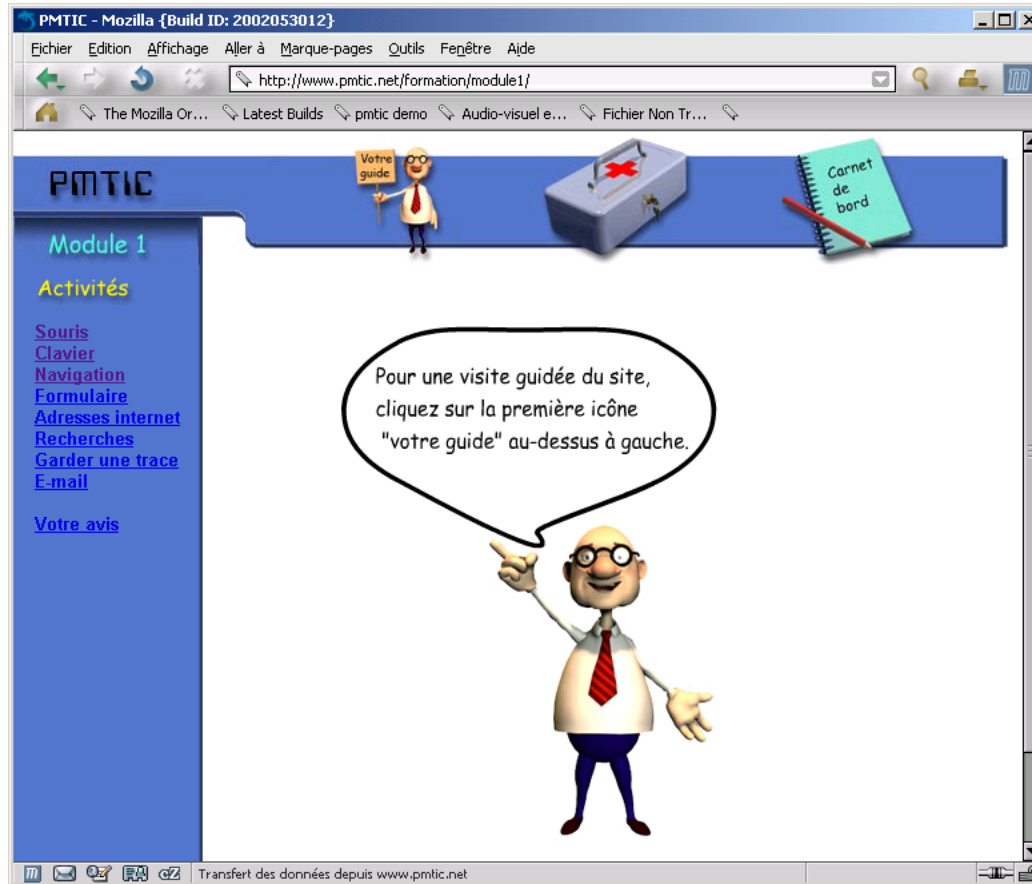 PMTIC - Mozilla {Build ID: 2002053012}
Fichier Edition Affichage Aller à Marque-pages Outils Fenêtre Aide
http://www.pmtic.net/formation/module1/
The Mozilla Or... Latest Builds pmtic demo Audio-visuel e... Fichier Non Tr...
PMTIC
Votre
guide
Carnet
de
bord
Module 1
Activités
Souris
Clavier
Navigation
Formulaire
Adresses internet
Recherches
Garder une trace
E-mail
Votre avis
Pour une visite guidée du site,
cliquez sur la première icône
"votre guide" au-dessus à gauche.
Transfert des données depuis www.pmtic.net